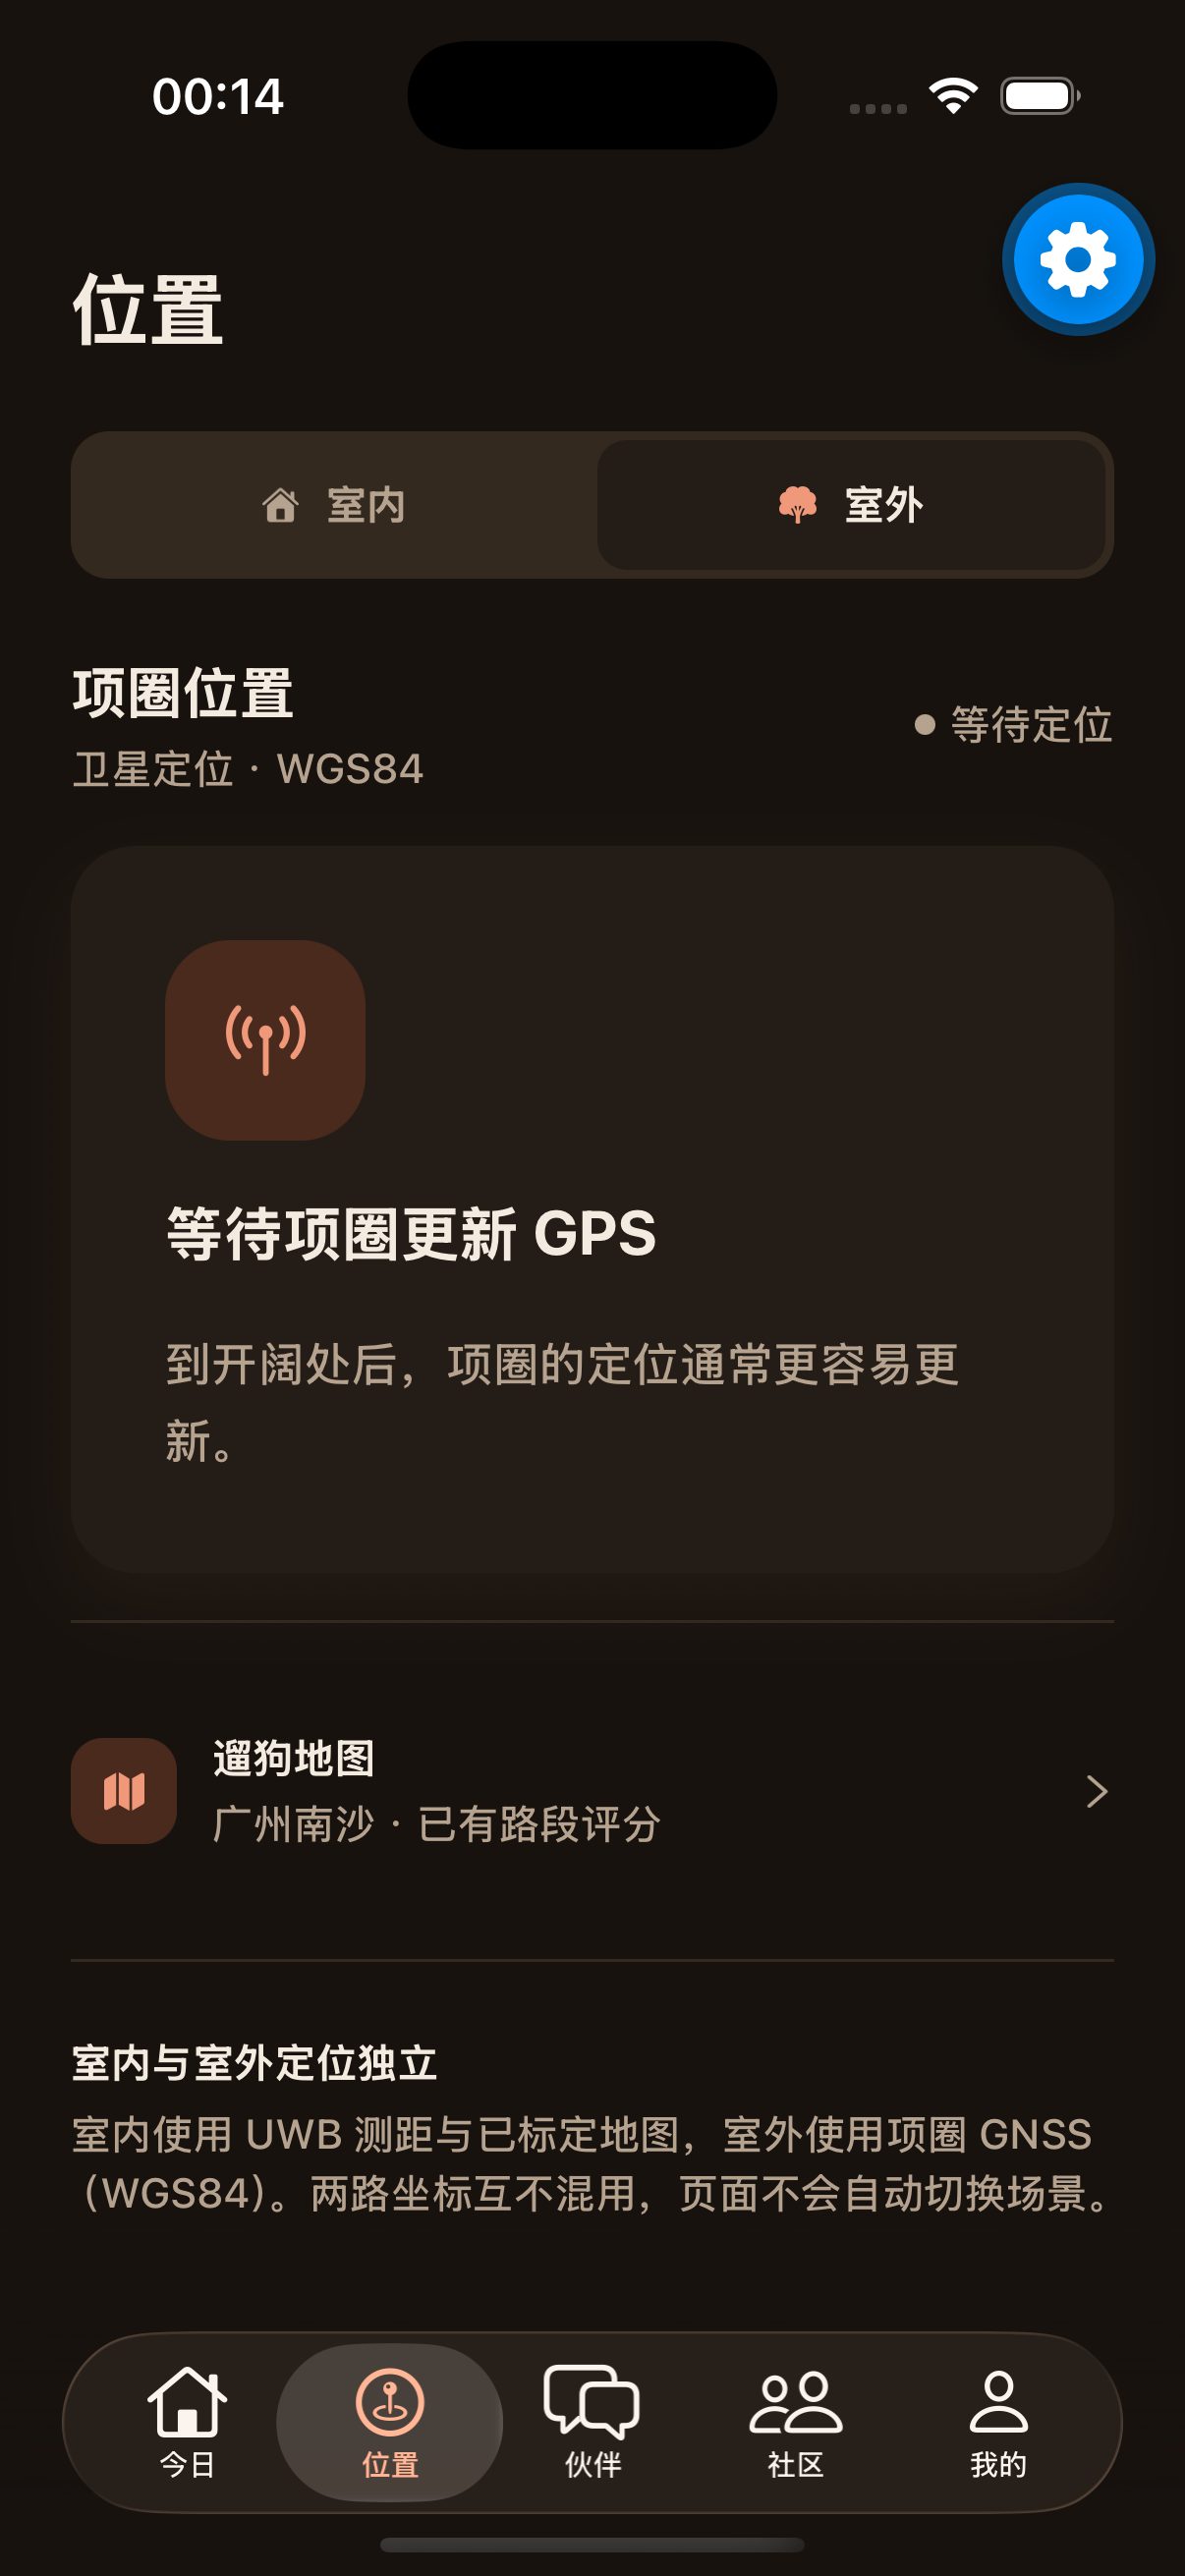 00:14
位置
室内
室外
项圈位置
等待定位
卫星定位 · WGS84
等待项圈更新 GPS
到开阔处后，项圈的定位通常更容易更
新。
遛狗地图
广州南沙 · 已有路段评分
室内与室外定位独立
室内使用 UWB 测距与已标定地图，室外使用项圈 GNSS
（WGS84）。两路坐标互不混用，页面不会自动切换场景。
今日
位置
伙伴
社区
我的